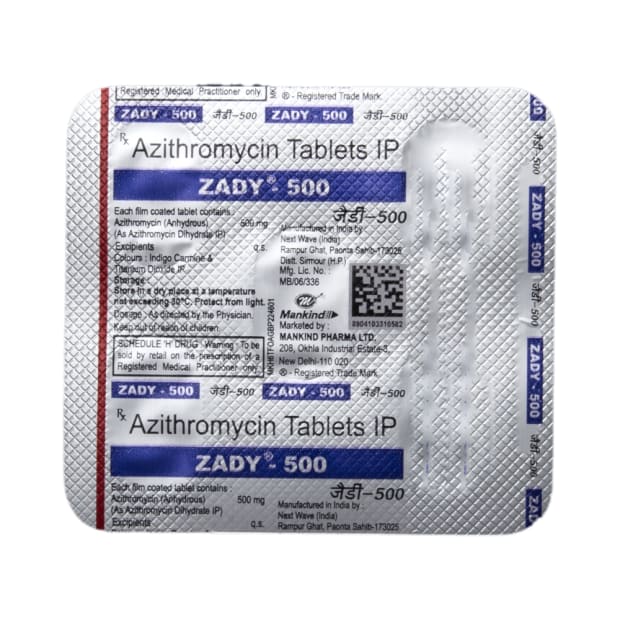 Registered Medical Practitioner only
® - Registered Trade Mark
ZADY - 500 जैडी-500 ZADY - 500 जैडी-500
Rx Azithromycin Tablets IP
ZADY® - 500
जैडी-500
Each film coated tablet contains :
Azithromycin (Anhydrous) 500 mg
(As Azithromycin Dihydrate IP)
Excipients q.s.
Colours : Indigo Carmine &
Titanium Dioxide IP
Storage :
Store in a dry place at a temperature
not exceeding 30°C. Protect from light.
Dosage : As directed by the Physician.
Keep out of reach of children.
SCHEDULE 'H' DRUG Warning : To be
sold by retail on the prescription of a
Registered Medical Practitioner only
Manufactured in India by :
Next Wave (India)
Rampur Ghat, Paonta Sahib-173025
Distt. Sirmour (H.P.)
Mfg. Lic. No. :
MB/06/336
Mankind
Marketed by :
MANKIND PHARMA LTD.
208, Okhla Industrial Estate-3,
New Delhi-110 020
® - Registered Trade Mark
ZADY - 500 जैडी-500 ZADY - 500 जैडी-500
Rx Azithromycin Tablets IP
ZADY® - 500
जैडी-500
Each film coated tablet contains :
Azithromycin (Anhydrous) 500 mg
(As Azithromycin Dihydrate IP)
Excipients q.s.
Manufactured in India by :
Next Wave (India)
Rampur Ghat, Paonta Sahib-173025
जैडी-500
ZADY - 500
जैडी-500
ZADY - 500
जैडी-500